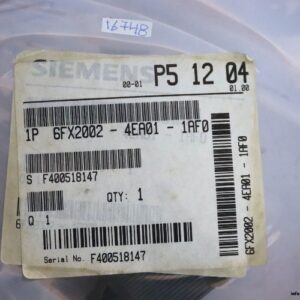 16748
SIEMENS
00-01
P5 12 04
01.00
1P 6FX2002 - 4EA01 - 1AF0
S F400518147
QTY: 1
Q 1
Serial No. F400518147
6FX2002 - 4EA01 - 1AF0